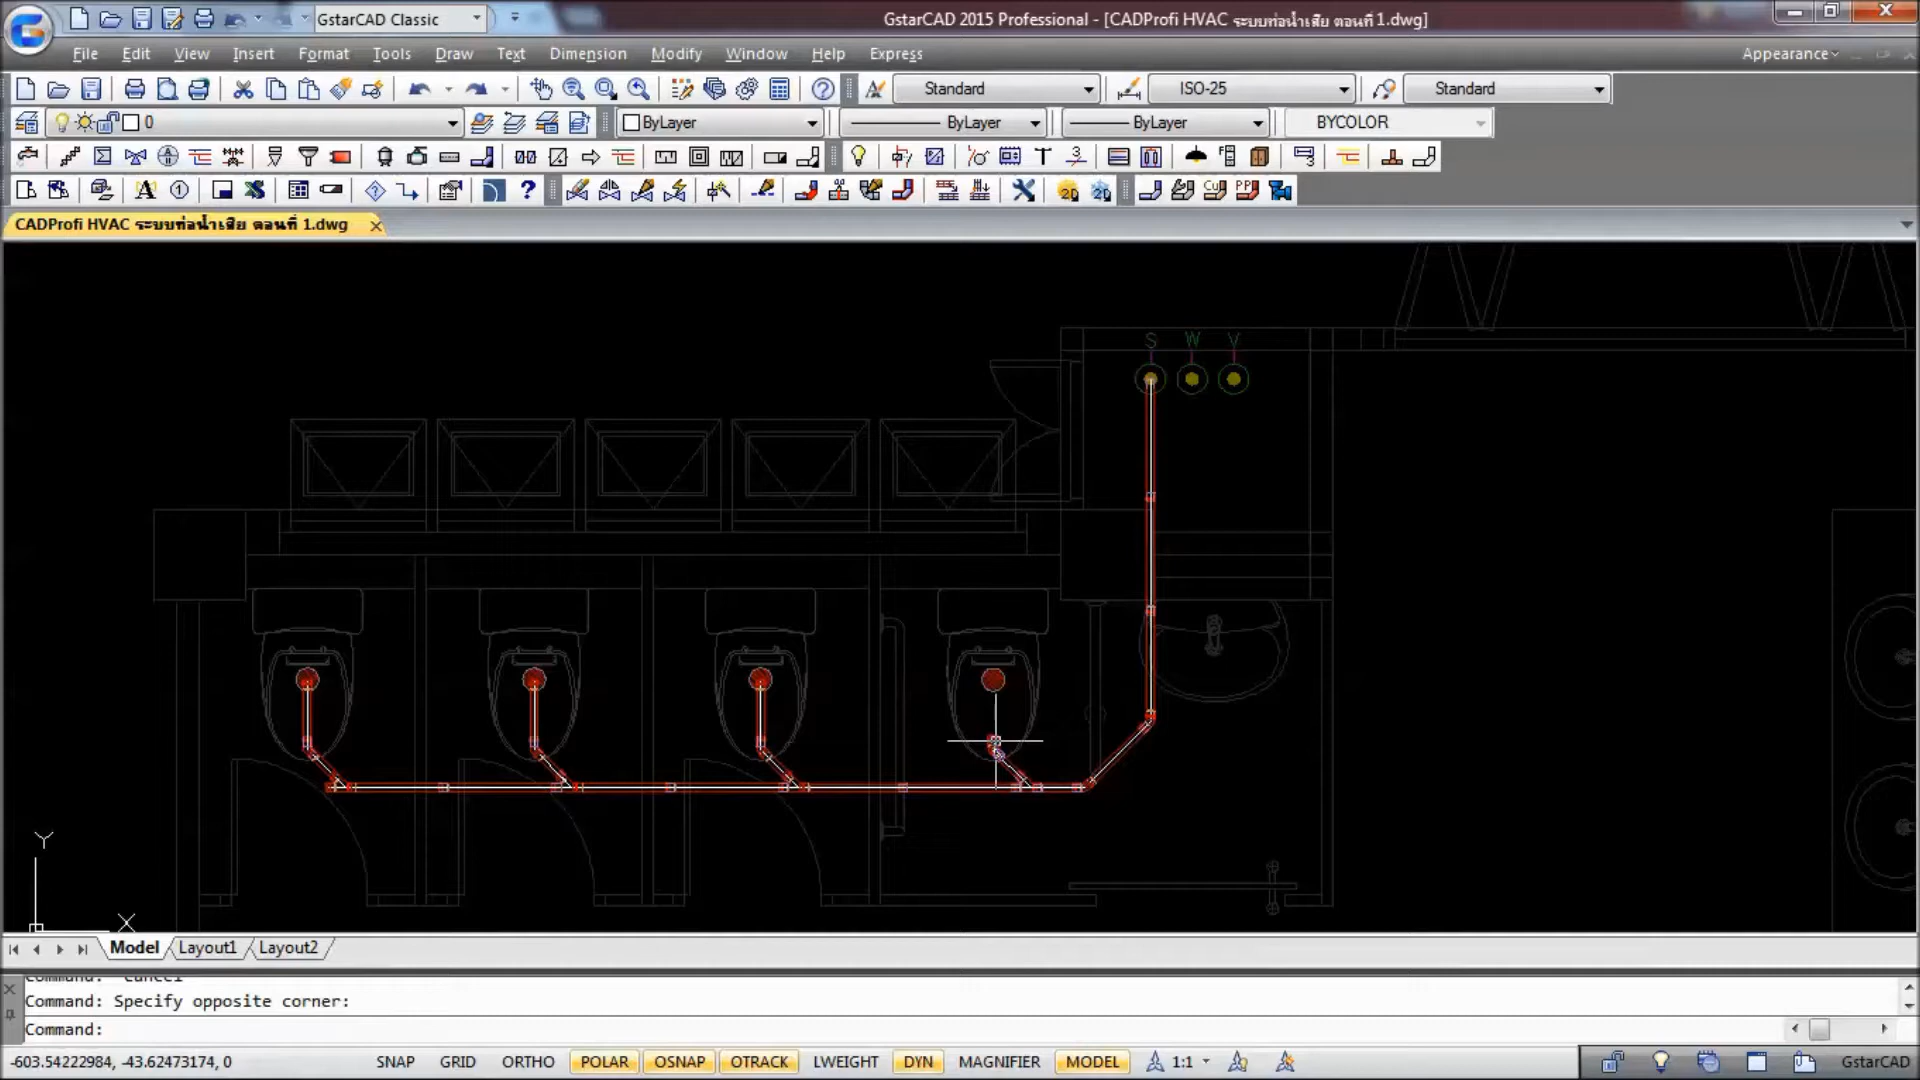 GstarCAD Classic
GstarCAD 2015 Professional - [CADProfi HVAC ระบบท่อน้ำเสีย ตอนที่ 1.dwg]
File Edit View Insert Format Tools Draw Text Dimension Modify Window Help Express Appearance
Standard ISO-25 Standard
0 ByLayer ByLayer ByLayer BYCOLOR
CADProfi HVAC ระบบท่อน้ำเสีย ตอนที่ 1.dwg
S W V
Y
X
Model Layout1 Layout2
Command: *Cancel*
Command: Specify opposite corner:
Command:
-603.54222984, -43.62473174, 0 SNAP GRID ORTHO POLAR OSNAP OTRACK LWEIGHT DYN MAGNIFIER MODEL 1:1 GstarCAD